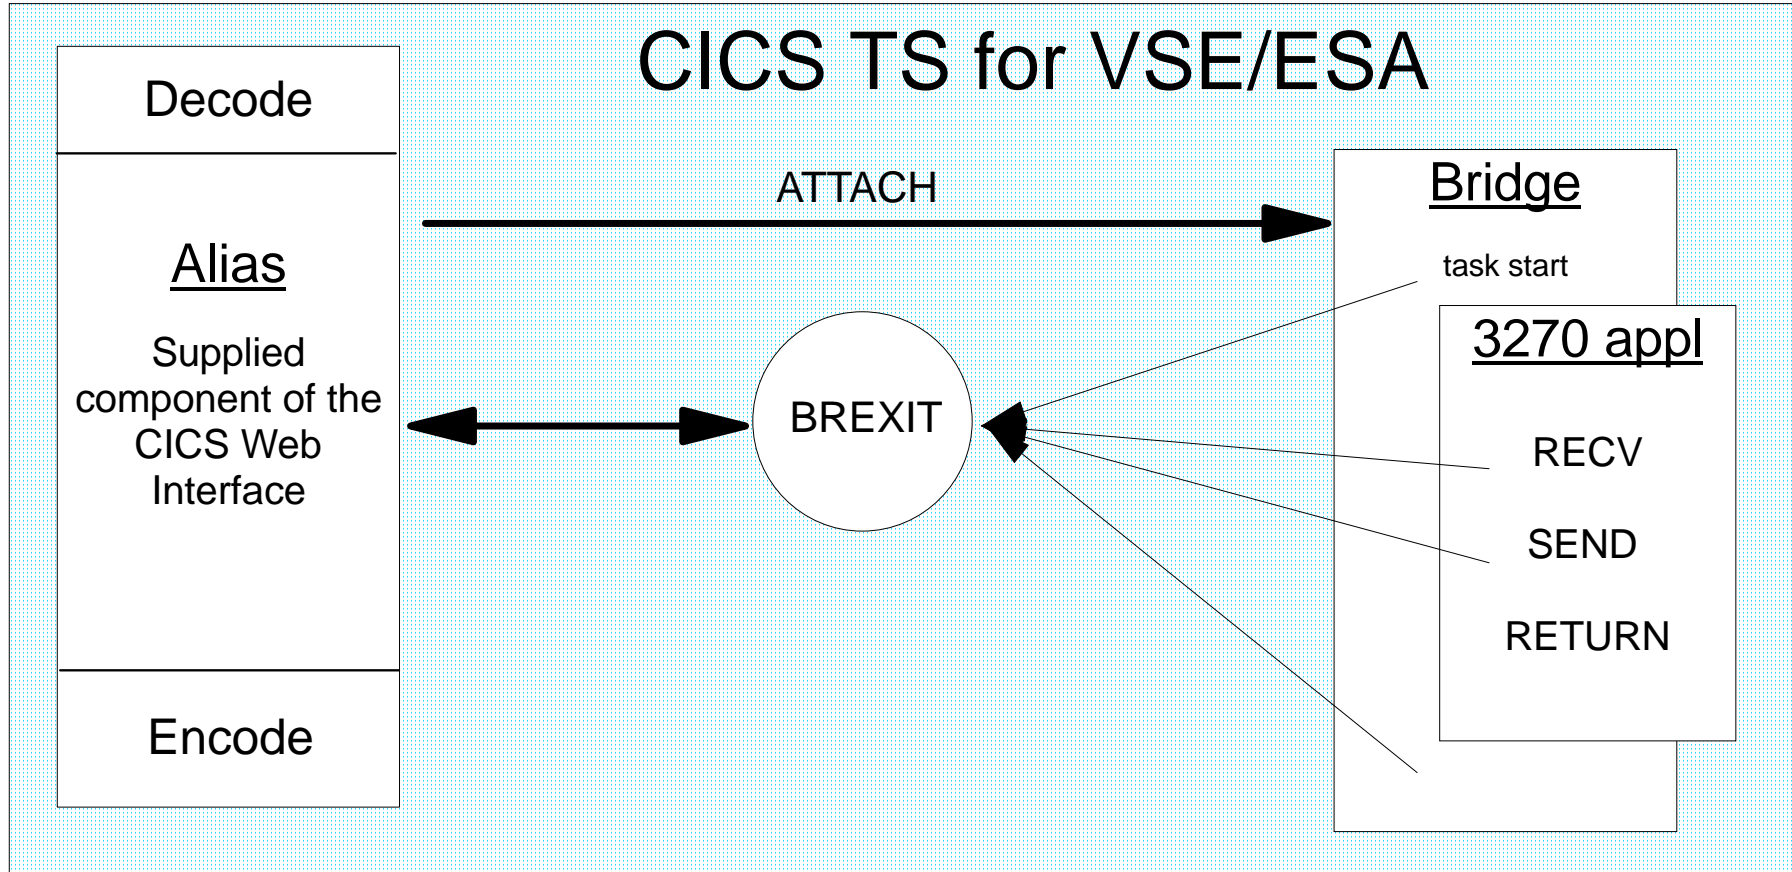 CICS TS for VSE/ESA
Decode
Alias
Supplied
component of the
CICS Web
Interface
Encode
ATTACH
BREXIT
Bridge
task start
3270 appl
RECV
SEND
RETURN